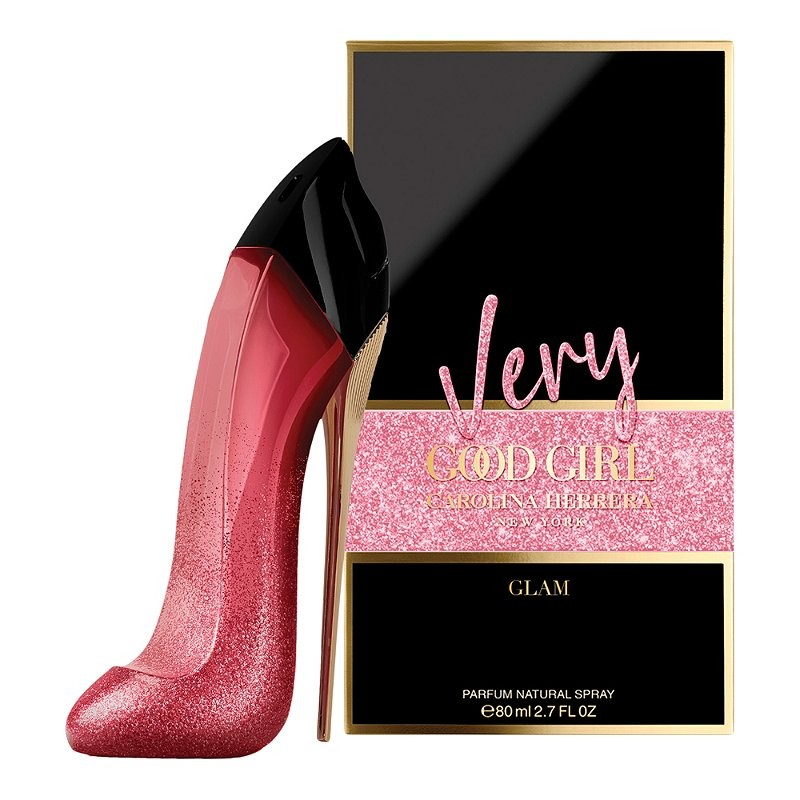 Very
GOOD GIRL
CAROLINA HERRERA
NEW YORK
GLAM
PARFUM NATURAL SPRAY
℮80 ml 2.7 FL OZ